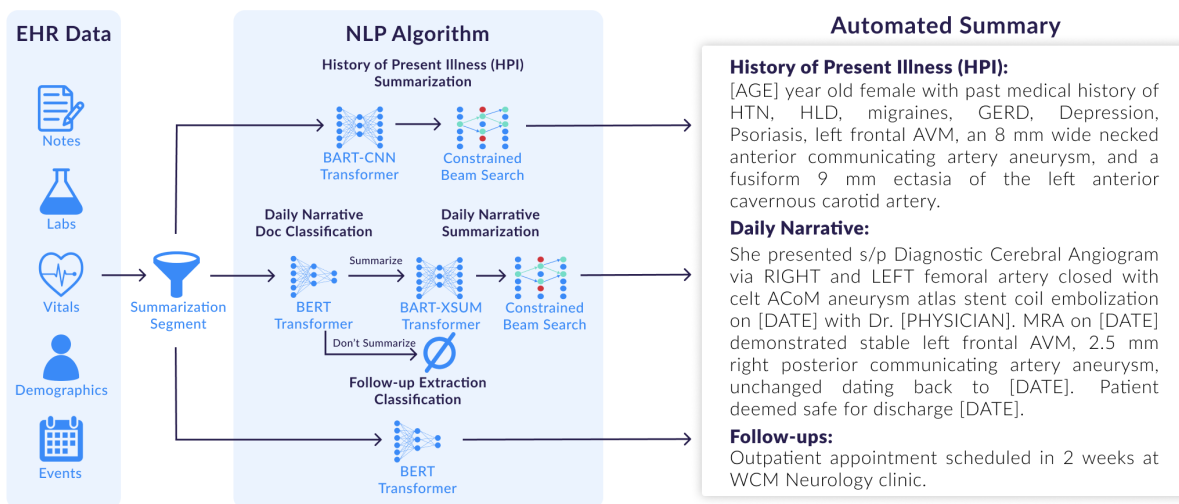 EHR Data
Notes
Labs
Vitals
Demographics
Events
Summarization
Segment
NLP Algorithm
History of Present Illness (HPI)
Summarization
BART-CNN
Transformer
Constrained
Beam Search
Daily Narrative
Doc Classification
Daily Narrative
Summarization
BERT
Transformer
Summarize
BART-XSUM
Transformer
Constrained
Beam Search
Don't Summarize
Follow-up Extraction
Classification
BERT
Transformer
Automated Summary
History of Present Illness (HPI):
[AGE] year old female with past medical history of
HTN, HLD, migraines, GERD, Depression,
Psoriasis, left frontal AVM, an 8 mm wide necked
anterior communicating artery aneurysm, and a
fusiform 9 mm ectasia of the left anterior
cavernous carotid artery.
Daily Narrative:
She presented s/p Diagnostic Cerebral Angiogram
via RIGHT and LEFT femoral artery closed with
celt ACoM aneurysm atlas stent coil embolization
on [DATE] with Dr. [PHYSICIAN]. MRA on [DATE]
demonstrated stable left frontal AVM, 2.5 mm
right posterior communicating artery aneurysm,
unchanged dating back to [DATE]. Patient
deemed safe for discharge [DATE].
Follow-ups:
Outpatient appointment scheduled in 2 weeks at
WCM Neurology clinic.